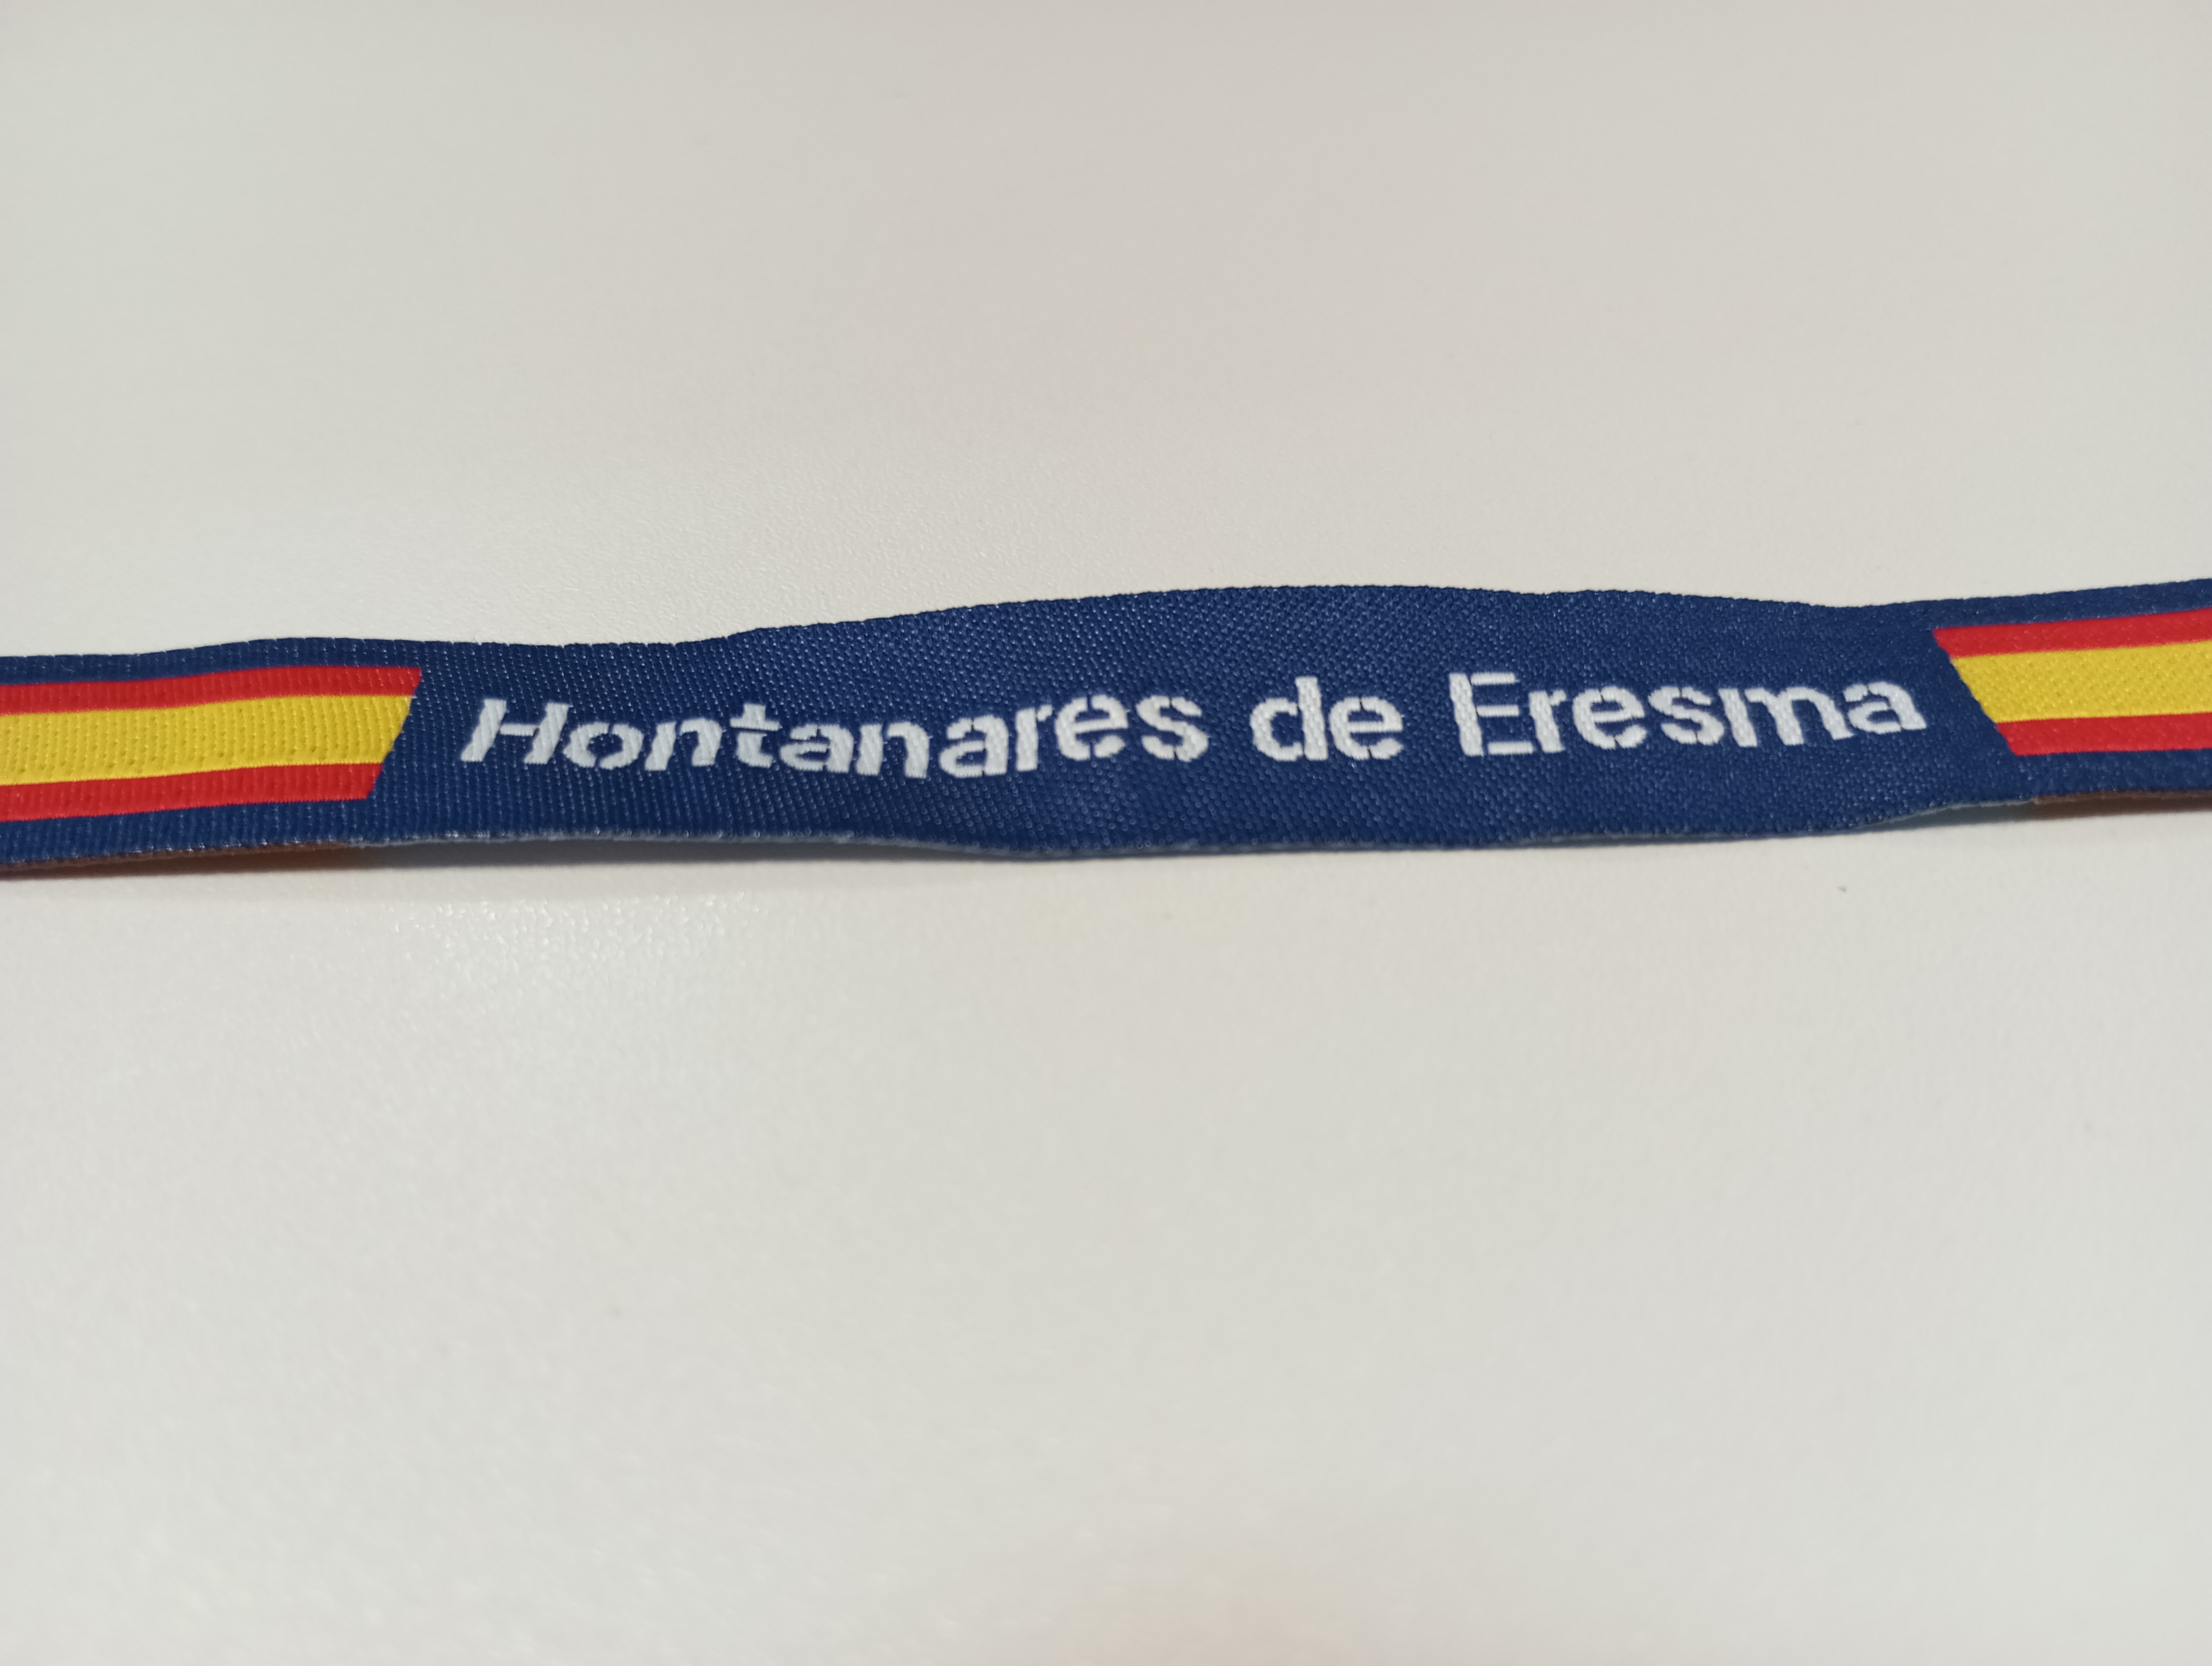 Hontanares de Eresma